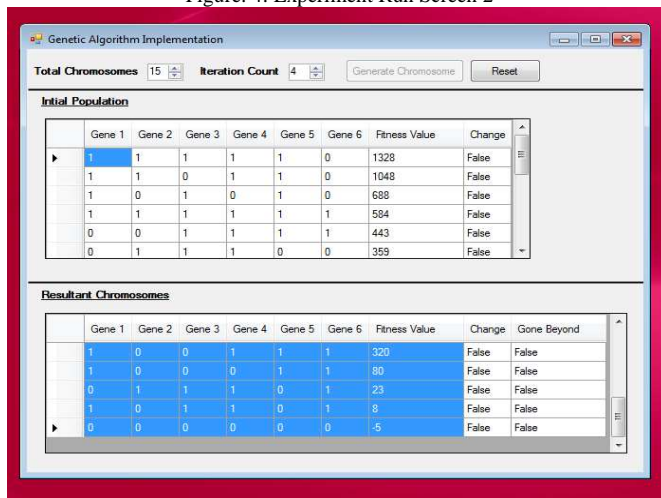 Figure. 4. Experiment Run Screen 2
Genetic Algorithm Implementation
Total Chromosomes 15 Iteration Count 4 Generate Chromosome Reset
Intial Population
Gene 1 Gene 2 Gene 3 Gene 4 Gene 5 Gene 6 Fitness Value Change
1 1 1 1 1 0 1328 False
1 1 0 1 1 0 1048 False
1 0 1 0 1 0 688 False
1 1 1 1 1 1 584 False
0 0 1 1 1 1 443 False
0 1 1 1 0 0 359 False
Resultant Chromosomes
Gene 1 Gene 2 Gene 3 Gene 4 Gene 5 Gene 6 Fitness Value Change Gone Beyond
1 0 0 1 1 1 320 False False
1 0 0 0 1 1 80 False False
0 1 1 1 0 1 23 False False
1 0 1 1 0 1 8 False False
0 0 0 0 0 0 -5 False False